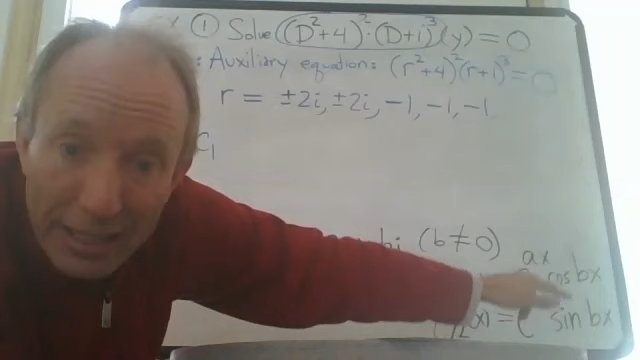 ① Solve (D²+4)²·(D+1)³(y) = 0
Auxiliary equation: (r²+4)²(r+1)³ = 0
r = ±2i, ±2i, -1, -1, -1
C₁
bi (b ≠ 0)
ax
cos bx
(x) = e sin bx